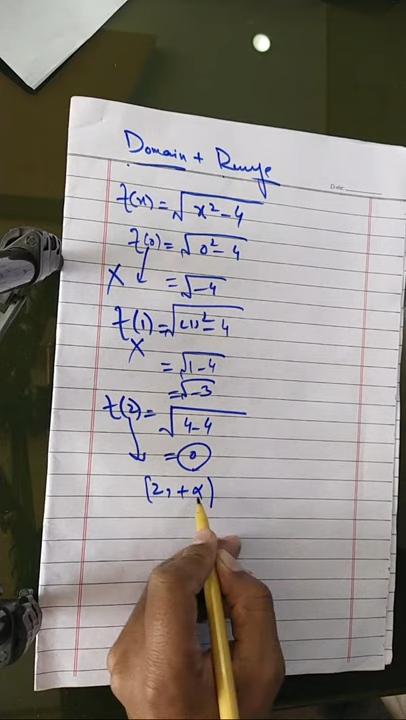 Domain + Range
Date
f(x) = √x² - 4
f(0) = √0² - 4
X = √-4
f(1) = √(1)² - 4
X
= √1-4
= √-3
f(2) = √4-4
= 0
[2, +∝)